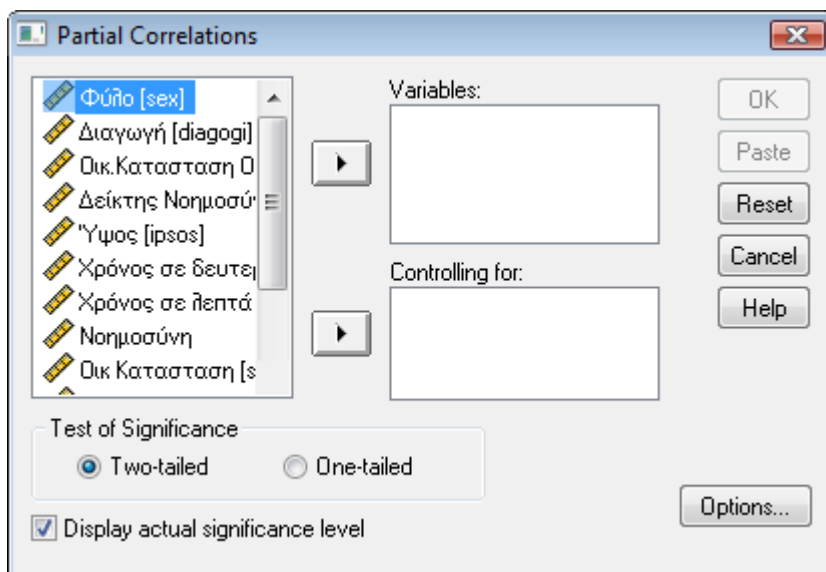 Partial Correlations
Φύλο [sex]
Διαγωγή [diagogi]
Οικ.Κατασταση Ο
Δείκτης Νοημοσύ
Ύψος [ipsos]
Χρόνος σε δευτερ
Χρόνος σε λεπτά
Νοημοσύνη
Οικ Κατασταση [s
Variables:
Controlling for:
OK
Paste
Reset
Cancel
Help
Test of Significance
Two-tailed
One-tailed
Display actual significance level
Options...